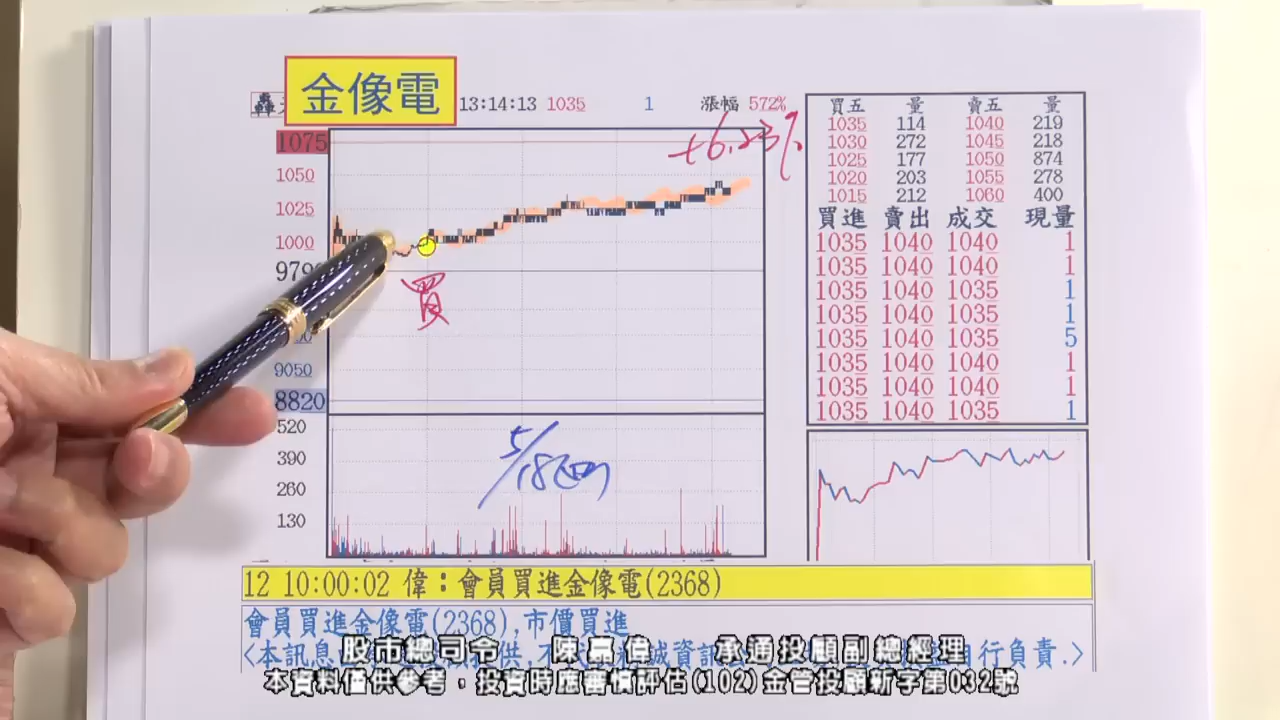 金像電
13:14:13 1035 1 漲幅 572%
+6.23%
1075
1050
1025
1000
9050
8820
買
520
390
260
130
5/18
買五 量 賣五 量
1035 114 1040 219
1030 272 1045 218
1025 177 1050 874
1020 203 1055 278
1015 212 1060 400
買進 賣出 成交 現量
1035 1040 1040 1
1035 1040 1040 1
1035 1040 1035 1
1035 1040 1035 1
1035 1040 1035 5
1035 1040 1040 1
1035 1040 1040 1
1035 1040 1035 1
12 10:00:02 偉：會員買進金像電(2368)
會員買進金像電(2368),市價買進
<本訊息 自行負責.>
股市總司令 陳嘉偉 承通投顧副總經理
本資料僅供參考，投資時應審慎評估(102)金管投顧新字第032號